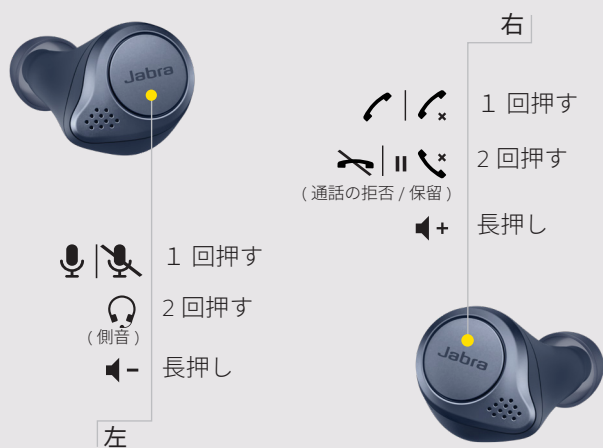 Jabra
1 回押す
2 回押す
(側音)
長押し
左
右
1 回押す
2 回押す
(通話の拒否 / 保留)
長押し
Jabra